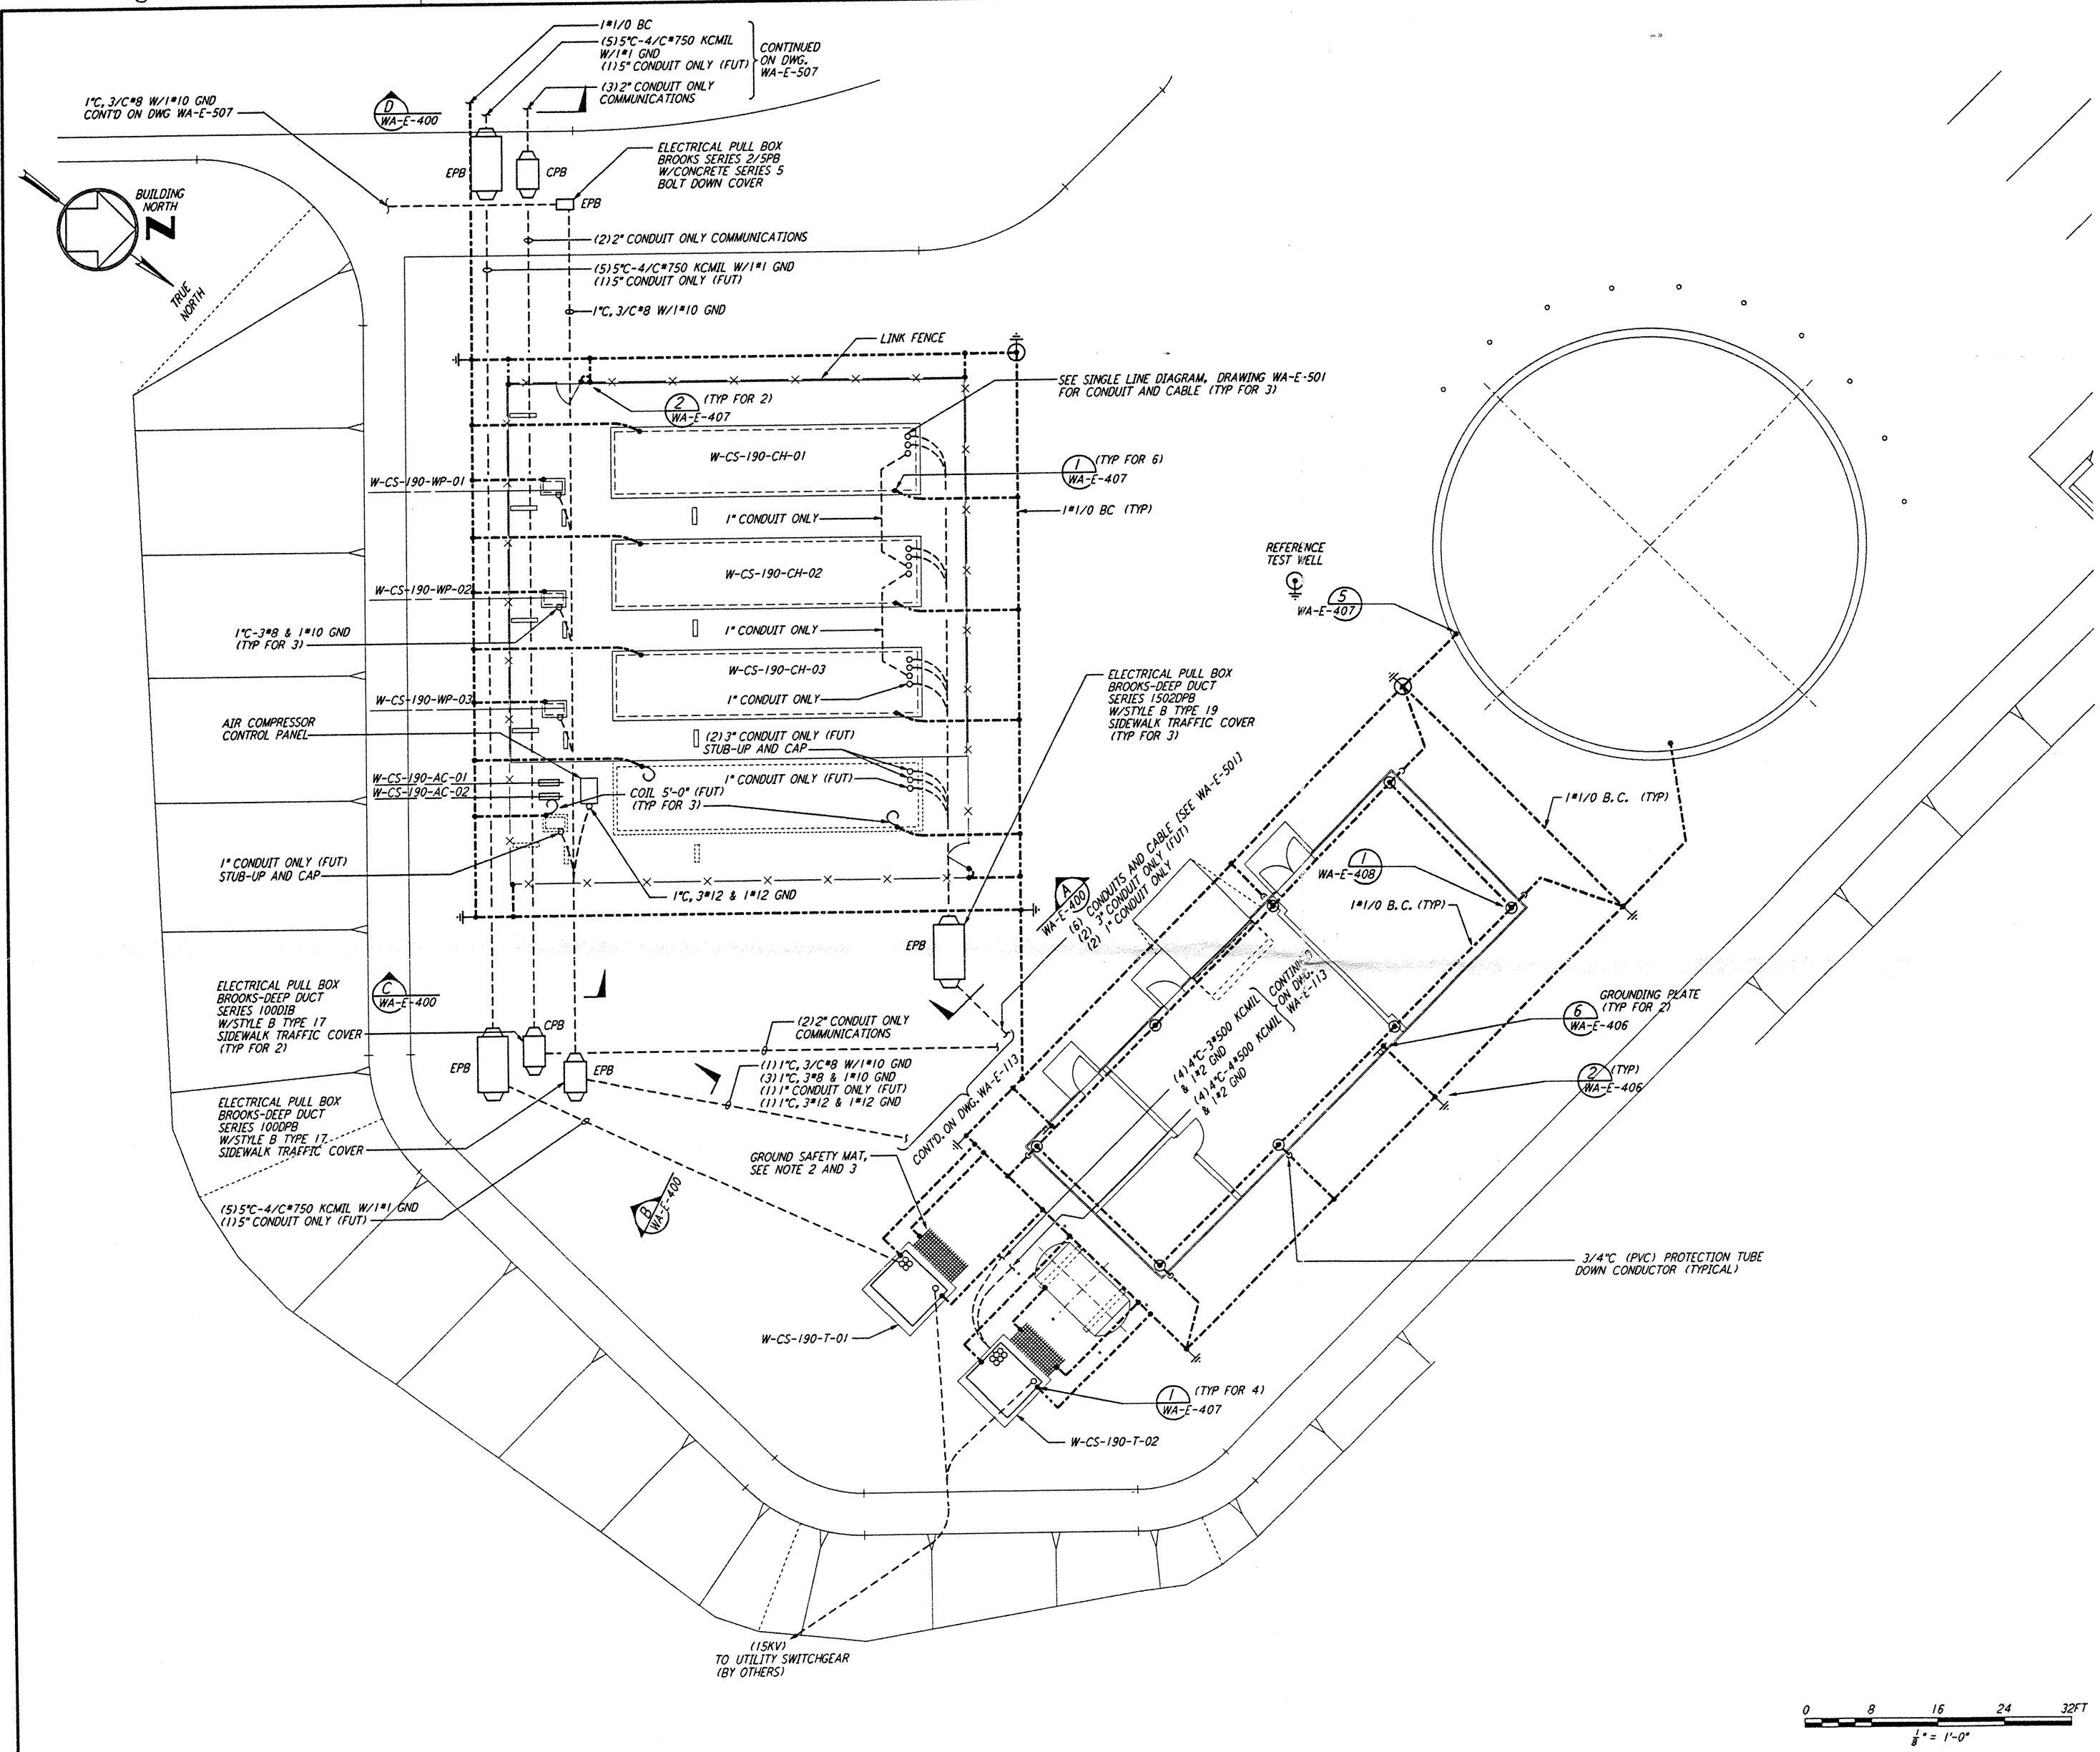 1"C, 3/C#8 W/1#10 GND
CONT'D ON DWG WA-E-507
D
WA-E-400
1#1/0 BC
(5)5"C-4/C#750 KCMIL
W/1#1 GND
(1)5" CONDUIT ONLY (FUT)
(3)2" CONDUIT ONLY
COMMUNICATIONS
CONTINUED
ON DWG.
WA-E-507
BUILDING
NORTH
N
TRUE
NORTH
EPB
CPB
EPB
ELECTRICAL PULL BOX
BROOKS SERIES 2/5PB
W/CONCRETE SERIES 5
BOLT DOWN COVER
(2)2" CONDUIT ONLY COMMUNICATIONS
(5)5"C-4/C#750 KCMIL W/1#1 GND
(1)5" CONDUIT ONLY (FUT)
1"C, 3/C#8 W/1#10 GND
LINK FENCE
SEE SINGLE LINE DIAGRAM, DRAWING WA-E-501
FOR CONDUIT AND CABLE (TYP FOR 3)
2
WA-E-407
(TYP FOR 2)
W-CS-190-CH-01
1
WA-E-407
(TYP FOR 6)
W-CS-190-WP-01
1" CONDUIT ONLY
1#1/0 BC (TYP)
W-CS-190-CH-02
REFERENCE
TEST WELL
5
WA-E-407
W-CS-190-WP-02
1" CONDUIT ONLY
1"C-3#8 & 1#10 GND
(TYP FOR 3)
W-CS-190-CH-03
1" CONDUIT ONLY
ELECTRICAL PULL BOX
BROOKS-DEEP DUCT
SERIES 1502DPB
W/STYLE B TYPE 19
SIDEWALK TRAFFIC COVER
(TYP FOR 3)
W-CS-190-WP-03
AIR COMPRESSOR
CONTROL PANEL
(2)3" CONDUIT ONLY (FUT)
STUB-UP AND CAP
W-CS-190-AC-01
W-CS-190-AC-02
1" CONDUIT ONLY (FUT)
COIL 5'-0" (FUT)
(TYP FOR 3)
1" CONDUIT ONLY (FUT)
STUB-UP AND CAP
1"C, 3#12 & 1#12 GND
A
WA-E-400
(6) CONDUITS AND CABLE [SEE WA-E-501]
(2) 3" CONDUIT ONLY (FUT)
(2) 1" CONDUIT ONLY
1#1/0 B.C. (TYP)
1
WA-E-408
1#1/0 B.C. (TYP)
EPB
C
WA-E-400
ELECTRICAL PULL BOX
BROOKS-DEEP DUCT
SERIES 100DIB
W/STYLE B TYPE 17
SIDEWALK TRAFFIC COVER
(TYP FOR 2)
CPB
EPB
EPB
(2)2" CONDUIT ONLY
COMMUNICATIONS
(1)1"C, 3/C#8 W/1#10 GND
(3)1"C, 3#8 & 1#10 GND
(1)1" CONDUIT ONLY (FUT)
(1)1"C, 3#12 & 1#12 GND
CONT'D. ON DWG. WA-E-113
(4)4"C-3#500 KCMIL
& 1#2 GND
(4)4"C-4#500 KCMIL
& 1#2 GND
CONTINUED
ON DWG.
WA-E-113
6
WA-E-406
GROUNDING PLATE
(TYP FOR 2)
2
WA-E-406
(TYP)
ELECTRICAL PULL BOX
BROOKS-DEEP DUCT
SERIES 100DPB
W/STYLE B TYPE 17
SIDEWALK TRAFFIC COVER
GROUND SAFETY MAT,
SEE NOTE 2 AND 3
B
WA-E-400
(5)5"C-4/C#750 KCMIL W/1#1 GND
(1)5" CONDUIT ONLY (FUT)
3/4"C (PVC) PROTECTION TUBE
DOWN CONDUCTOR (TYPICAL)
W-CS-190-T-01
1
WA-E-407
(TYP FOR 4)
W-CS-190-T-02
(15KV)
TO UTILITY SWITCHGEAR
(BY OTHERS)
0 8 16 24 32FT
1/8" = 1'-0"